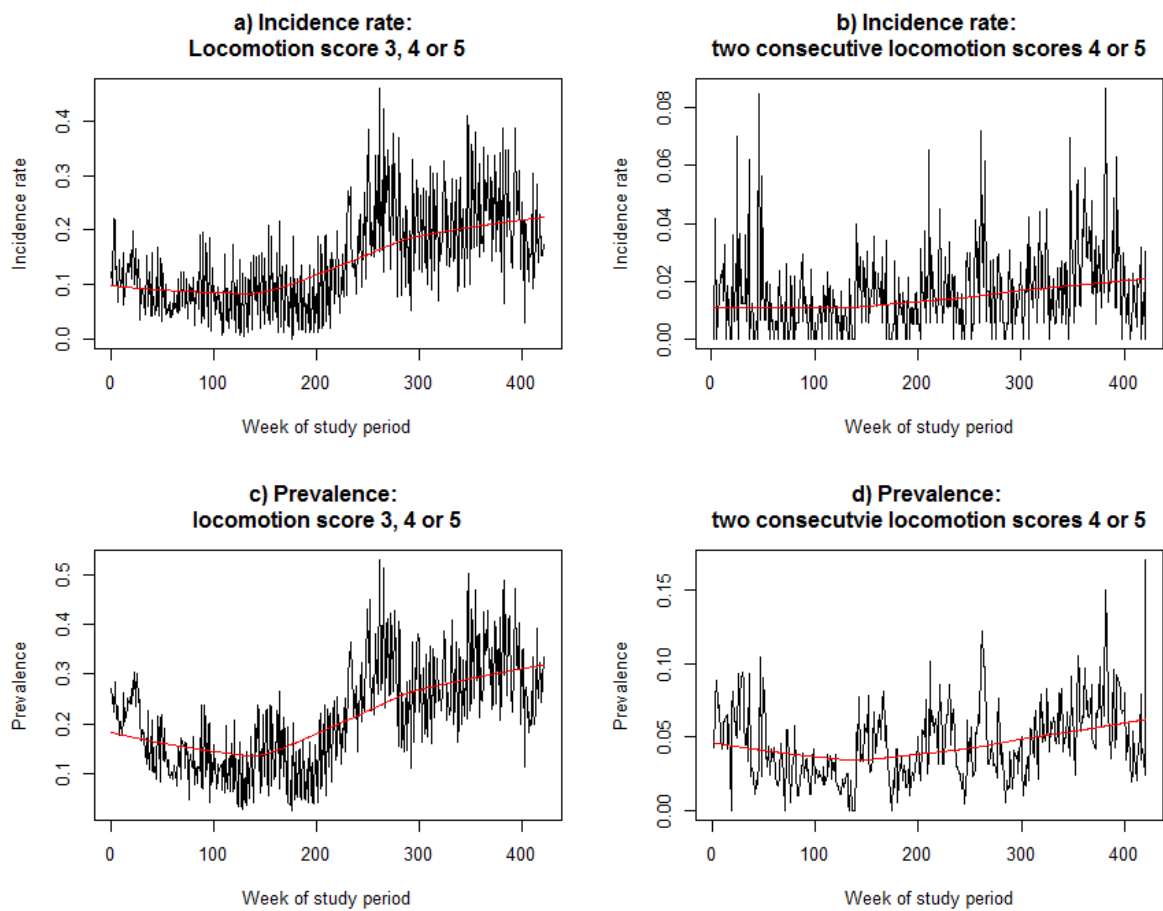 a) Incidence rate:
Locomotion score 3, 4 or 5
Incidence rate
0.0
0.1
0.2
0.3
0.4
0
100
200
300
400
Week of study period
b) Incidence rate:
two consecutive locomotion scores 4 or 5
Incidence rate
0.00
0.02
0.04
0.06
0.08
0
100
200
300
400
Week of study period
c) Prevalence:
locomotion score 3, 4 or 5
Prevalence
0.1
0.2
0.3
0.4
0.5
0
100
200
300
400
Week of study period
d) Prevalence:
two consecutvie locomotion scores 4 or 5
Prevalence
0.00
0.05
0.10
0.15
0
100
200
300
400
Week of study period